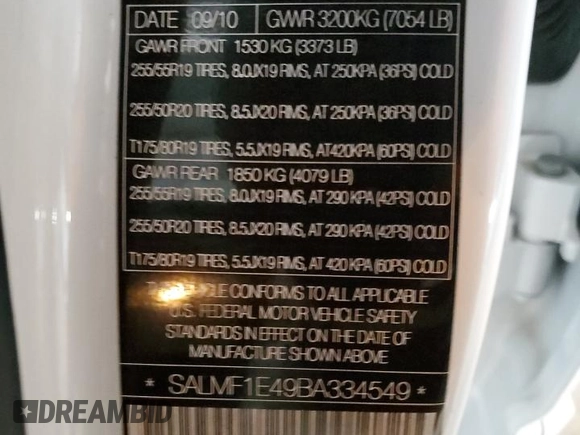 DATE 09/10 GVWR 3200KG (7054 LB)
GAWR FRONT 1530 KG (3373 LB)
255/55R19 TIRES, 8.0JX19 RIMS, AT 250KPA (36PSI) COLD
255/50R20 TIRES, 8.5JX20 RIMS, AT 250KPA (36PSI) COLD
T175/80R19 TIRES, 5.5JX19 RIMS, AT 420KPA (60PSI) COLD
GAWR REAR 1850 KG (4079 LB)
255/55R19 TIRES, 8.0JX19 RIMS, AT 290 KPA (42PSI) COLD
255/50R20 TIRES, 8.5JX20 RIMS, AT 290 KPA (42PSI) COLD
T175/80R19 TIRES, 5.5JX19 RIMS, AT 420 KPA (60PSI) COLD
VEHICLE CONFORMS TO ALL APPLICABLE
U.S. FEDERAL MOTOR VEHICLE SAFETY
STANDARDS IN EFFECT ON THE DATE OF
MANUFACTURE SHOWN ABOVE
* SALMF1E49BA334549 *
DREAMBID